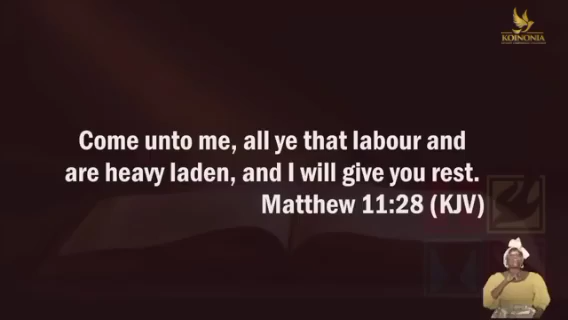 KOINONIA
Come unto me, all ye that labour and
are heavy laden, and I will give you rest.
Matthew 11:28 (KJV)